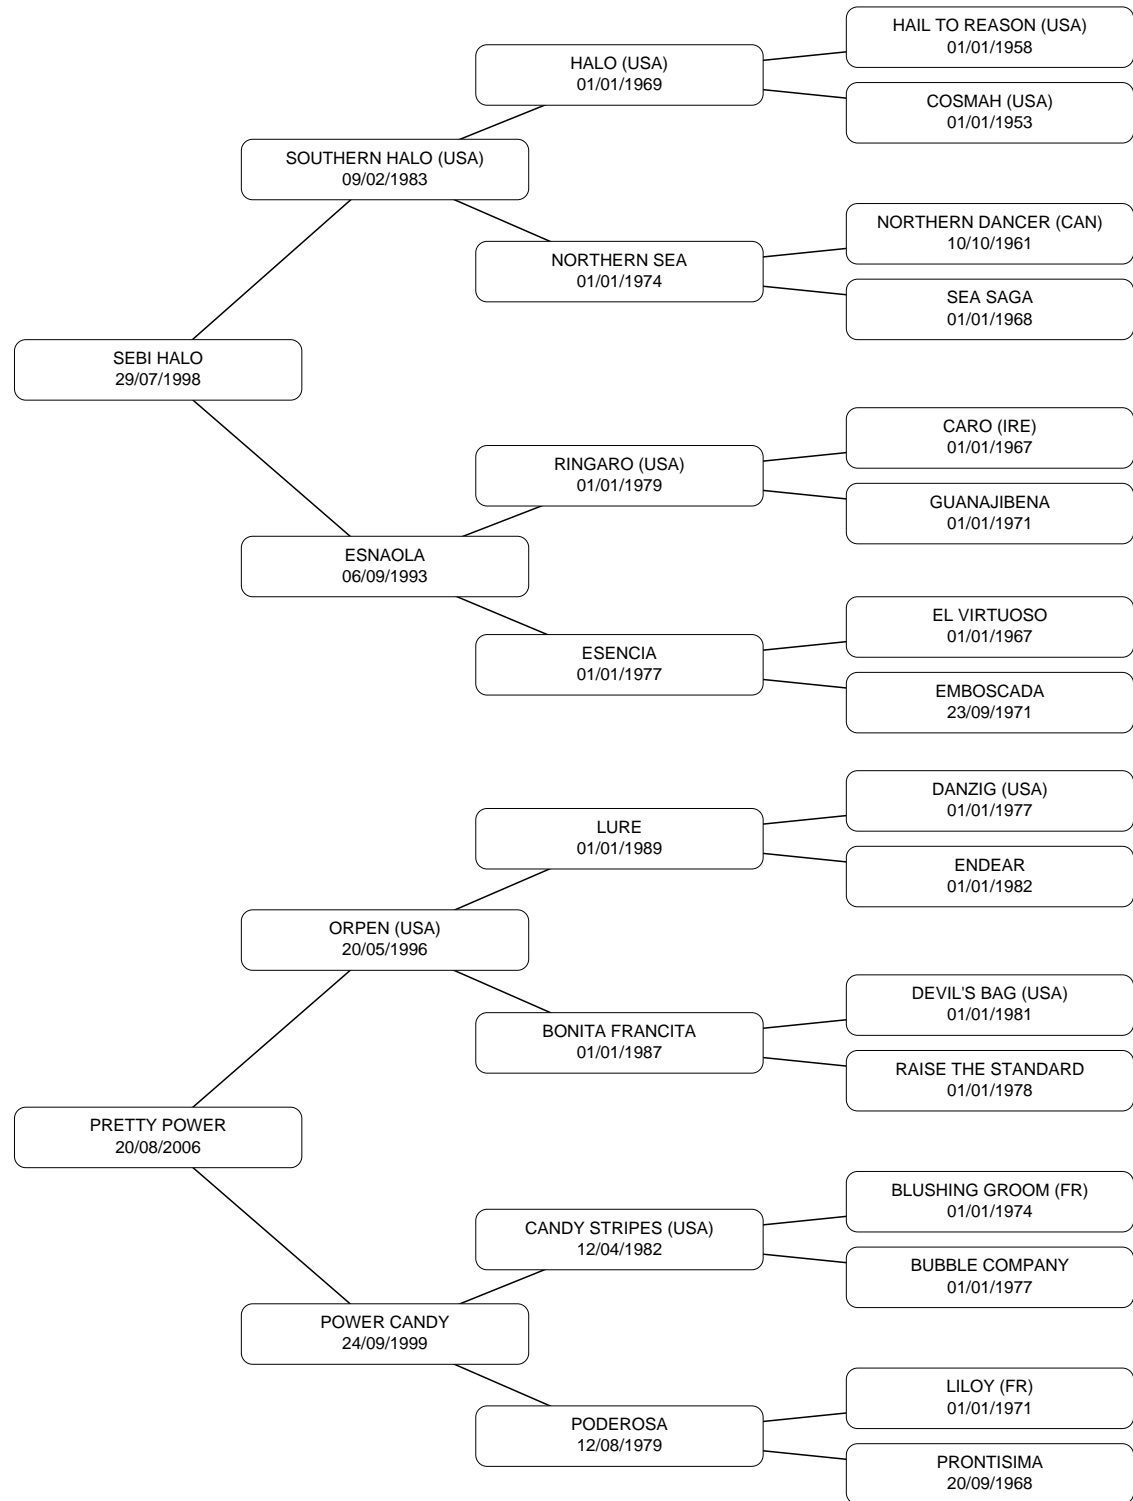 HAIL TO REASON (USA)
01/01/1958
HALO (USA)
01/01/1969
COSMAH (USA)
01/01/1953
SOUTHERN HALO (USA)
09/02/1983
NORTHERN DANCER (CAN)
10/10/1961
NORTHERN SEA
01/01/1974
SEA SAGA
01/01/1968
SEBI HALO
29/07/1998
CARO (IRE)
01/01/1967
RINGARO (USA)
01/01/1979
GUANAJIBENA
01/01/1971
ESNAOLA
06/09/1993
EL VIRTUOSO
01/01/1967
ESENCIA
01/01/1977
EMBOSCADA
23/09/1971
DANZIG (USA)
01/01/1977
LURE
01/01/1989
ENDEAR
01/01/1982
ORPEN (USA)
20/05/1996
DEVIL'S BAG (USA)
01/01/1981
BONITA FRANCITA
01/01/1987
RAISE THE STANDARD
01/01/1978
PRETTY POWER
20/08/2006
BLUSHING GROOM (FR)
01/01/1974
CANDY STRIPES (USA)
12/04/1982
BUBBLE COMPANY
01/01/1977
POWER CANDY
24/09/1999
LILOY (FR)
01/01/1971
PODEROSA
12/08/1979
PRONTISIMA
20/09/1968